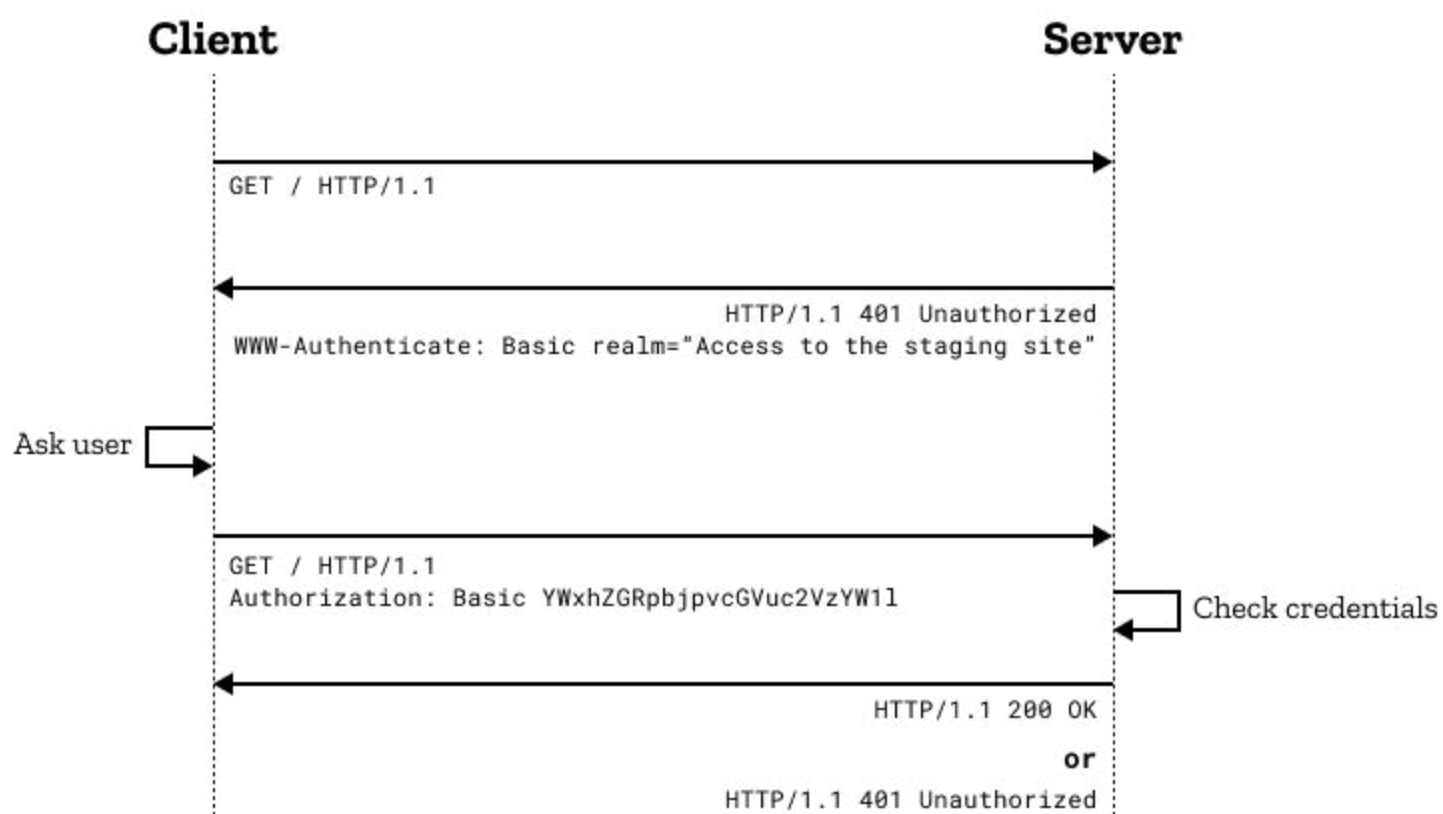 Client
Server
GET / HTTP/1.1
HTTP/1.1 401 Unauthorized
WWW-Authenticate: Basic realm="Access to the staging site"
Ask user
GET / HTTP/1.1
Authorization: Basic YWxhZGRpbjpvcGVuc2VzYW1l
Check credentials
HTTP/1.1 200 OK
or
HTTP/1.1 401 Unauthorized